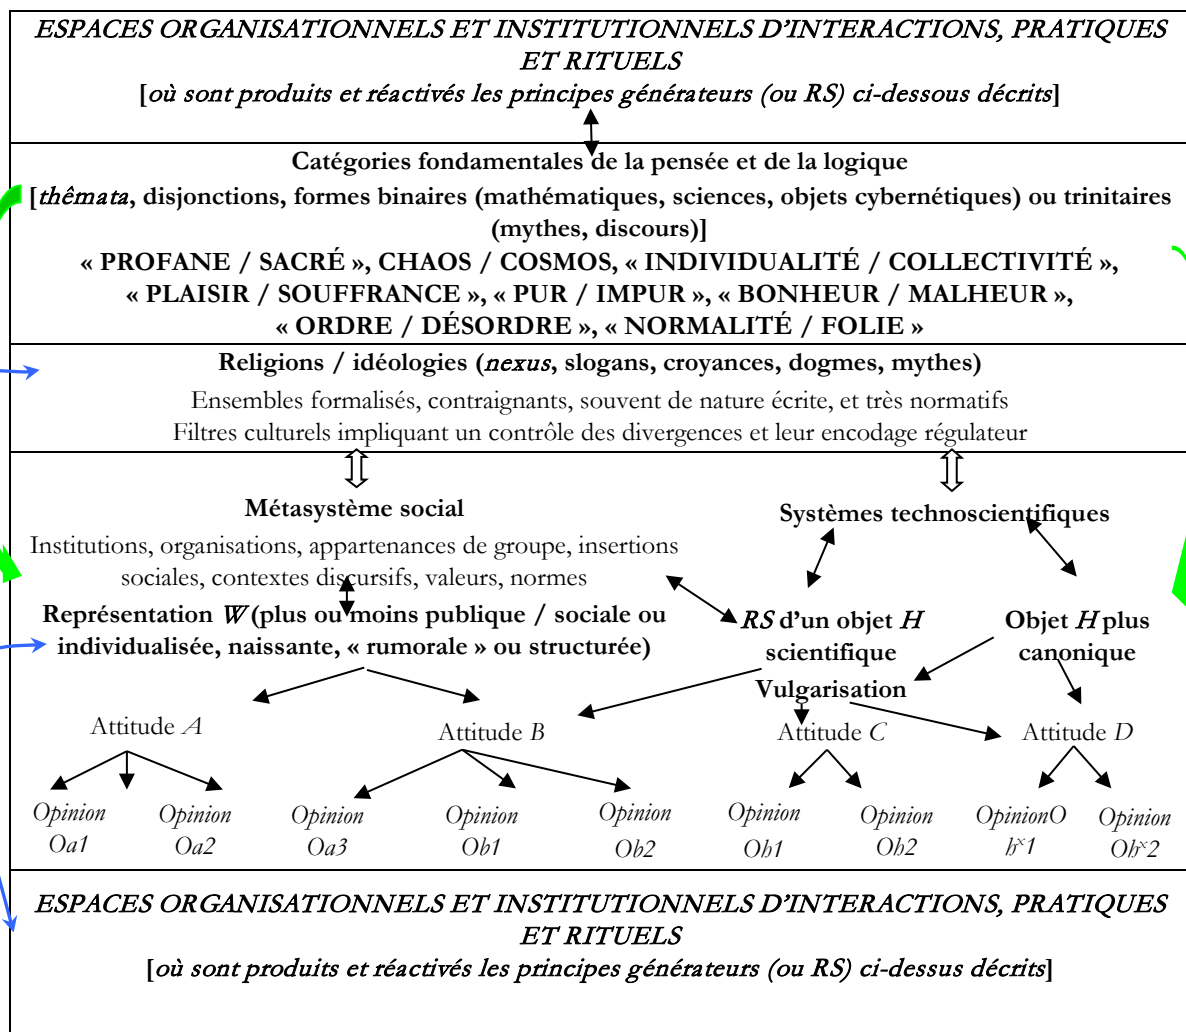 ESPACES ORGANISATIONNELS ET INSTITUTIONNELS D'INTERACTIONS, PRATIQUES
ET RITUELS
[où sont produits et réactivés les principes générateurs (ou RS) ci-dessous décrits]
Catégories fondamentales de la pensée et de la logique
[thêmata, disjonctions, formes binaires (mathématiques, sciences, objets cybernétiques) ou trinitaires
(mythes, discours)]
« PROFANE / SACRÉ », CHAOS / COSMOS, « INDIVIDUALITÉ / COLLECTIVITÉ »,
« PLAISIR / SOUFFRANCE », « PUR / IMPUR », « BONHEUR / MALHEUR »,
« ORDRE / DÉSORDRE », « NORMALITÉ / FOLIE »
Religions / idéologies (nexus, slogans, croyances, dogmes, mythes)
Ensembles formalisés, contraignants, souvent de nature écrite, et très normatifs
Filtres culturels impliquant un contrôle des divergences et leur encodage régulateur
Métasystème social
Institutions, organisations, appartenances de groupe, insertions
sociales, contextes discursifs, valeurs, normes
Représentation W (plus ou moins publique / sociale ou
individualisée, naissante, « rumorale » ou structurée)
Systèmes technoscientifiques
RS d'un objet H
scientifique
Vulgarisation
Objet H plus
canonique
Attitude A
Attitude B
Attitude C
Attitude D
Opinion
Oa1
Opinion
Oa2
Opinion
Oa3
Opinion
Ob1
Opinion
Ob2
Opinion
Oh1
Opinion
Oh2
OpinionO
hˣ1
Opinion
Ohˣ2
ESPACES ORGANISATIONNELS ET INSTITUTIONNELS D'INTERACTIONS, PRATIQUES
ET RITUELS
[où sont produits et réactivés les principes générateurs (ou RS) ci-dessus décrits]